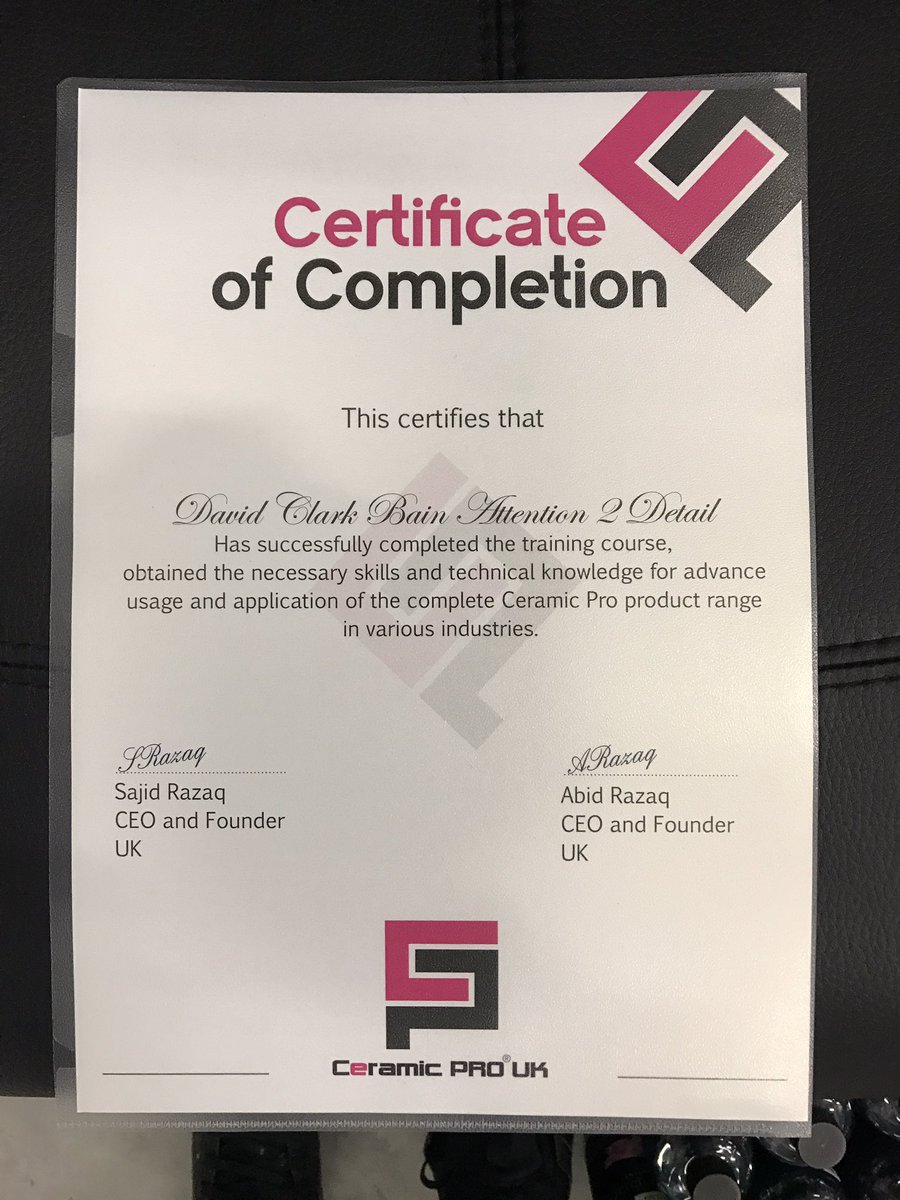 Certificate
of Completion
This certifies that
David Clark Bain Attention 2 Detail
Has successfully completed the training course,
obtained the necessary skills and technical knowledge for advance
usage and application of the complete Ceramic Pro product range
in various industries.
SRazaq
Sajid Razaq
CEO and Founder
UK
ARazaq
Abid Razaq
CEO and Founder
UK
Ceramic PRO® UK